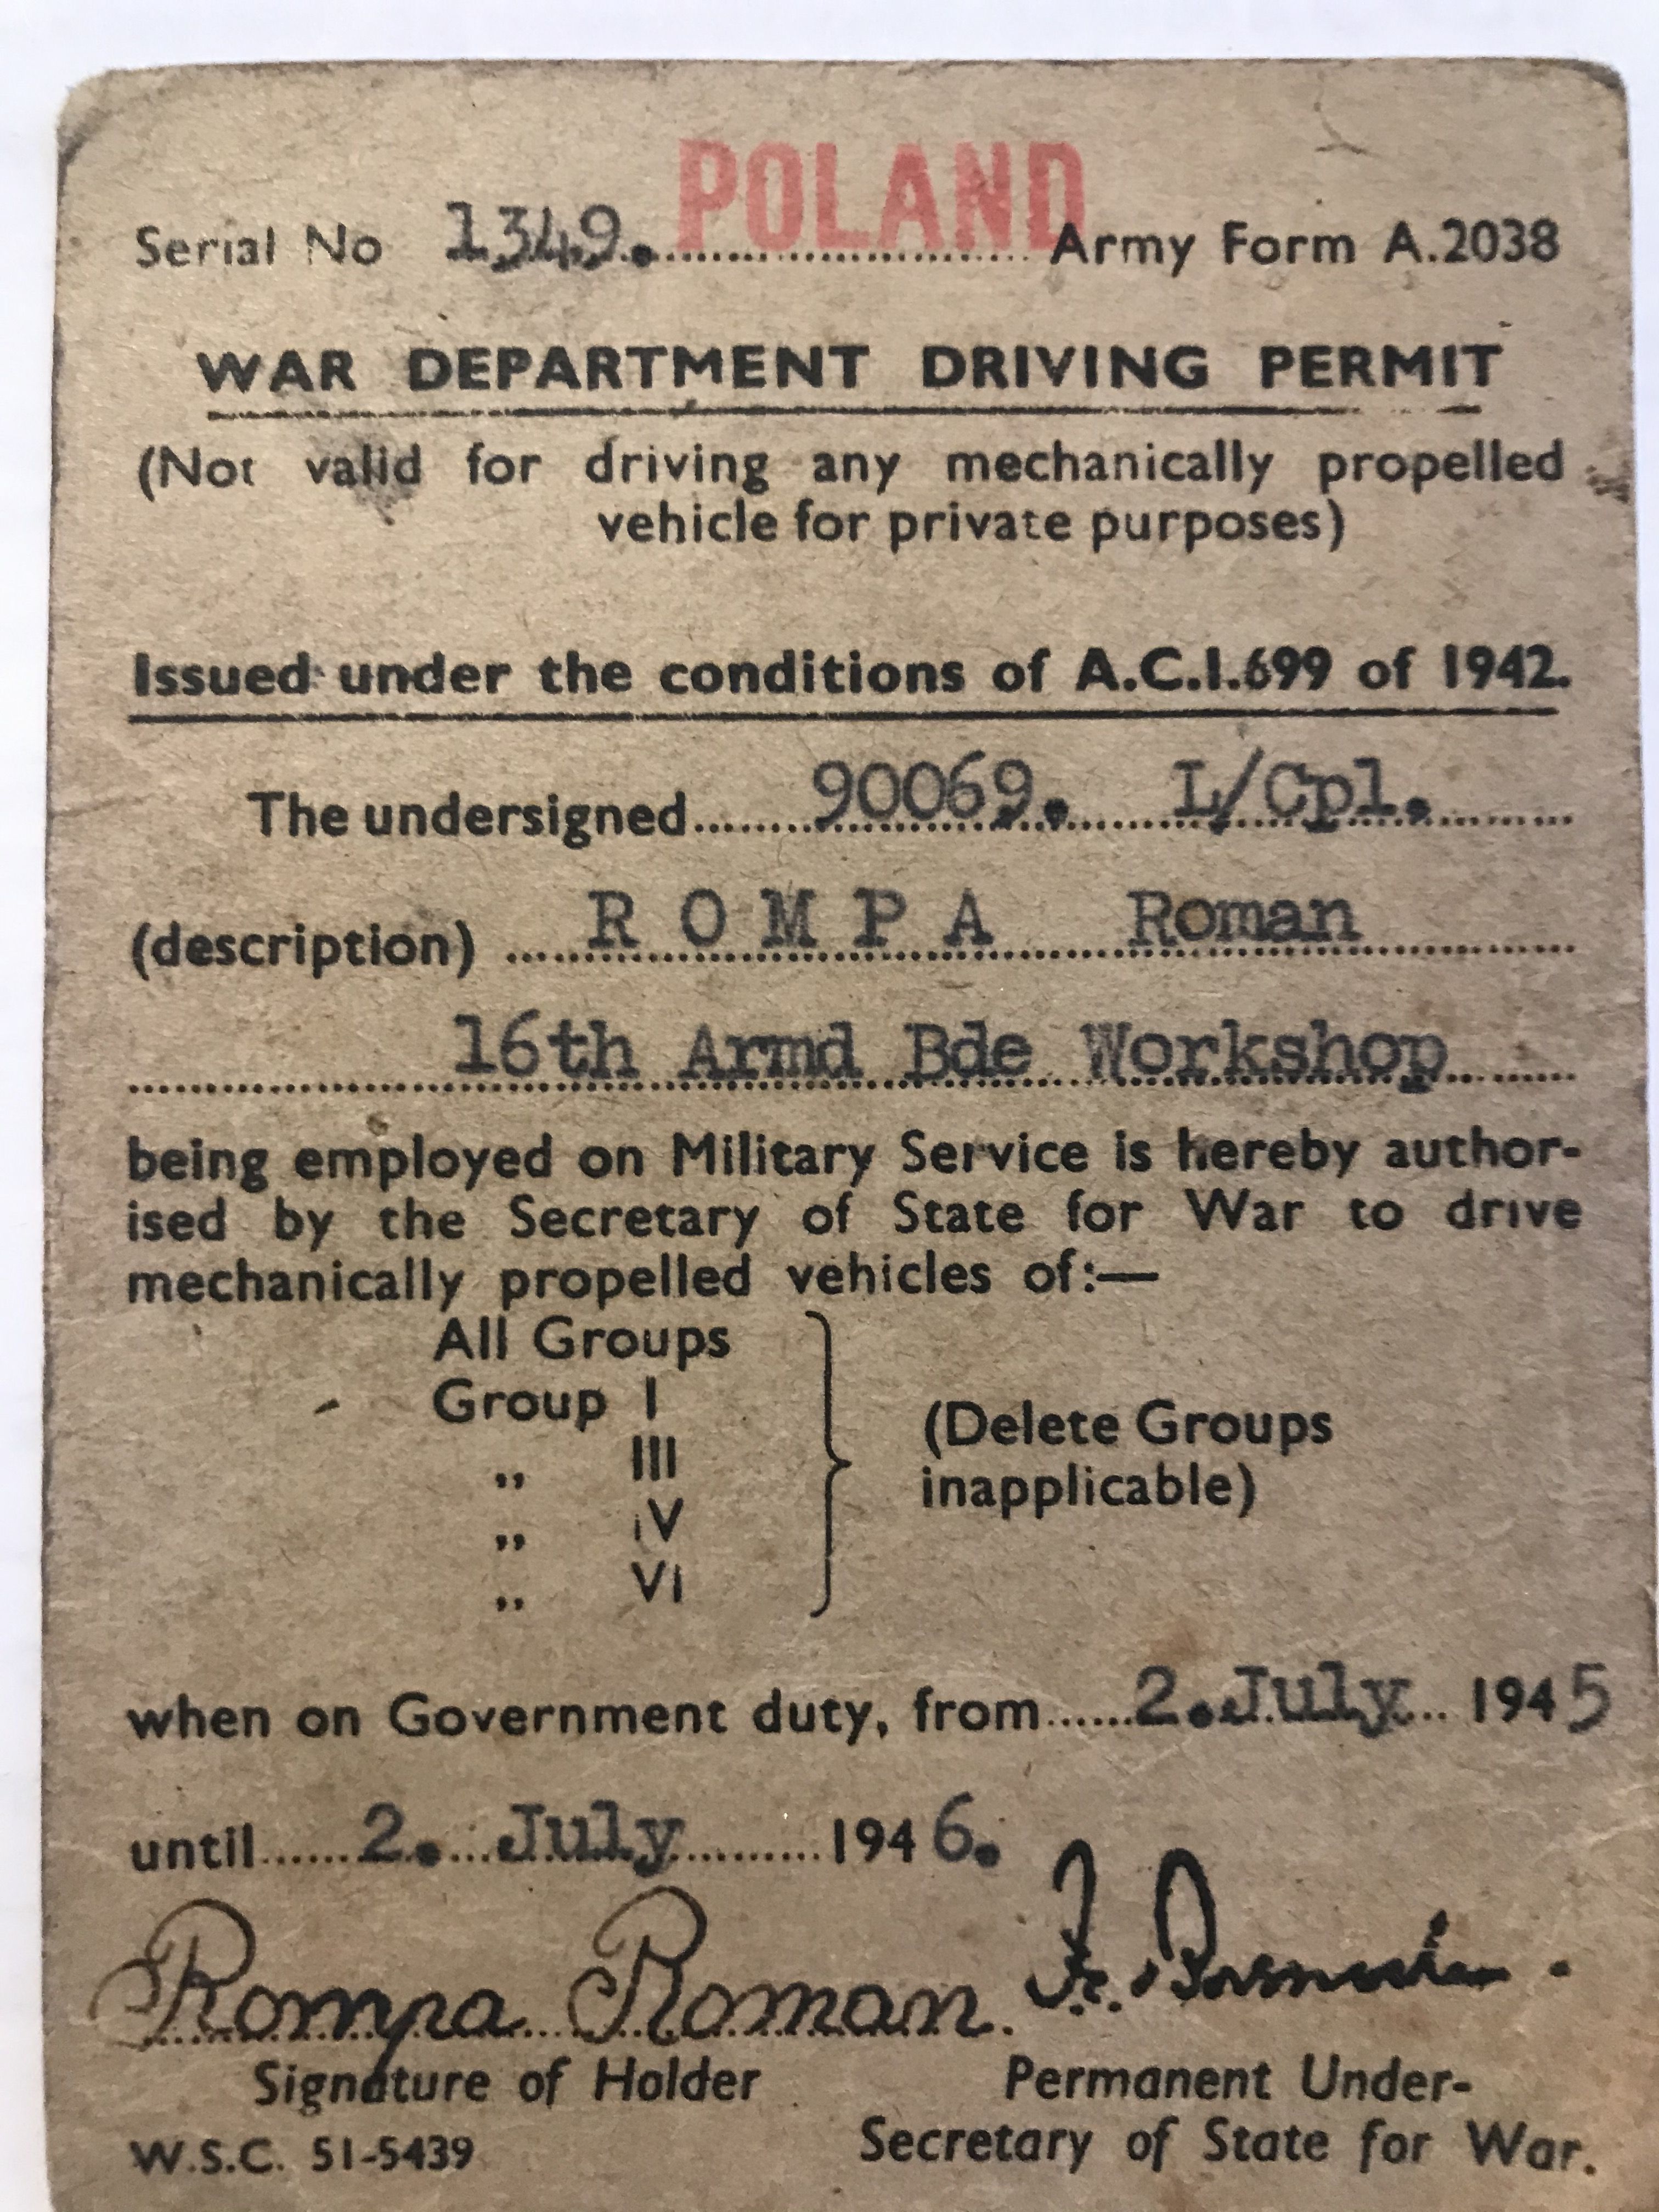 POLAND
Serial No 1349. Army Form A.2038
WAR DEPARTMENT DRIVING PERMIT
(Not valid for driving any mechanically propelled
vehicle for private purposes)
Issued under the conditions of A.C.I.699 of 1942.
The undersigned 90069. L/Cpl.
(description) R O M P A Roman
16th Armd Bde Workshop
being employed on Military Service is hereby author-
ised by the Secretary of State for War to drive
mechanically propelled vehicles of:—
All Groups
Group I
„ III
„ IV
„ VI
(Delete Groups
inapplicable)
when on Government duty, from 2. July 1945
until 2. July 1946.
Rompa Roman.
Signature of Holder
Permanent Under-
Secretary of State for War.
W.S.C. 51-5439